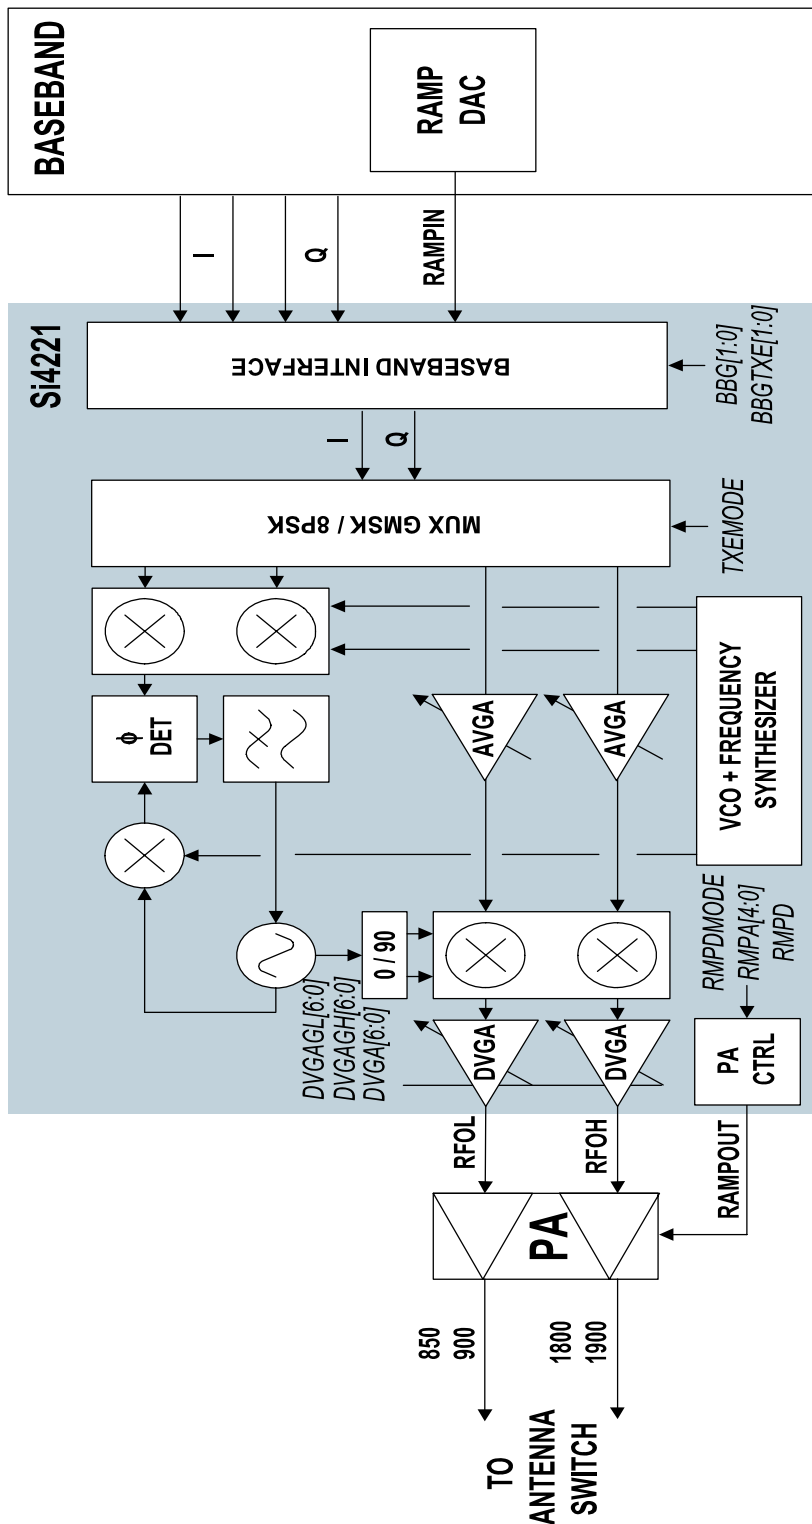 BASEBAND
RAMP
DAC
I
Q
RAMPIN
Si4221
BASEBAND INTERFACE
BBG[1:0]
BBGTXE[1:0]
I
Q
MUX GMSK / 8PSK
TXEMODE
ϕ
DET
AVGA
AVGA
VCO + FREQUENCY
SYNTHESIZER
0 / 90
DVGAGL[6:0]
DVGAGH[6:0]
DVGA[6:0]
DVGA
DVGA
RMPDMODE
RMPA[4:0]
RMPD
PA
CTRL
RFOL
RFOH
RAMPOUT
PA
850
900
1800
1900
TO
ANTENNA
SWITCH